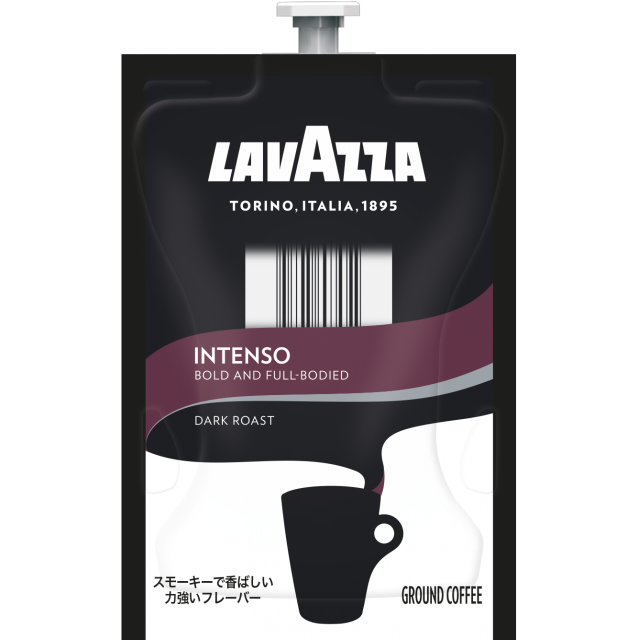 LAVAZZA
TORINO, ITALIA, 1895
INTENSO
BOLD AND FULL-BODIED
DARK ROAST
スモーキーで香ばしい
力強いフレーバー
GROUND COFFEE